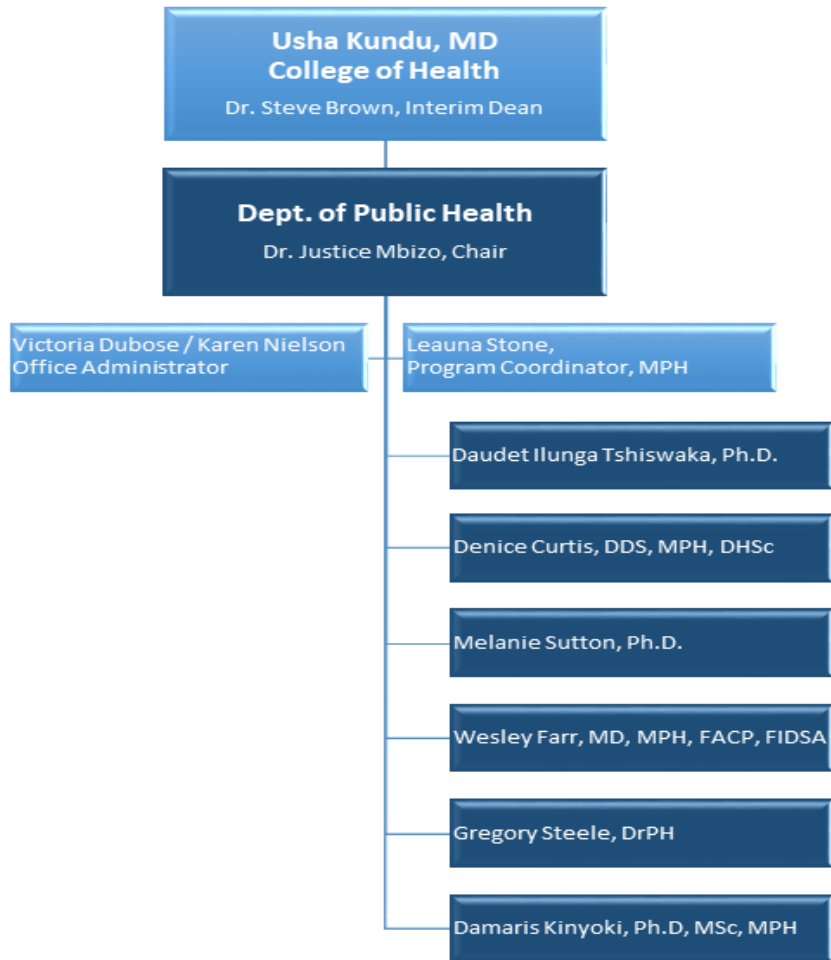 Usha Kundu, MD
College of Health
Dr. Steve Brown, Interim Dean
Dept. of Public Health
Dr. Justice Mbizo, Chair
Victoria Dubose / Karen Nielson
Office Administrator
Leauna Stone,
Program Coordinator, MPH
Daudet Ilunga Tshiswaka, Ph.D.
Denice Curtis, DDS, MPH, DHSc
Melanie Sutton, Ph.D.
Wesley Farr, MD, MPH, FACP, FIDSA
Gregory Steele, DrPH
Damaris Kinyoki, Ph.D, MSc, MPH